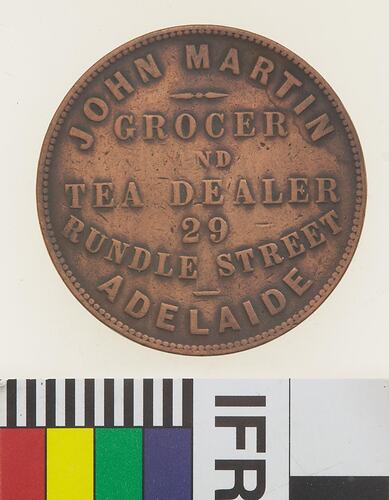 JOHN MARTIN
GROCER
ND
TEA DEALER
29
RUNDLE STREET
ADELAIDE
IFR